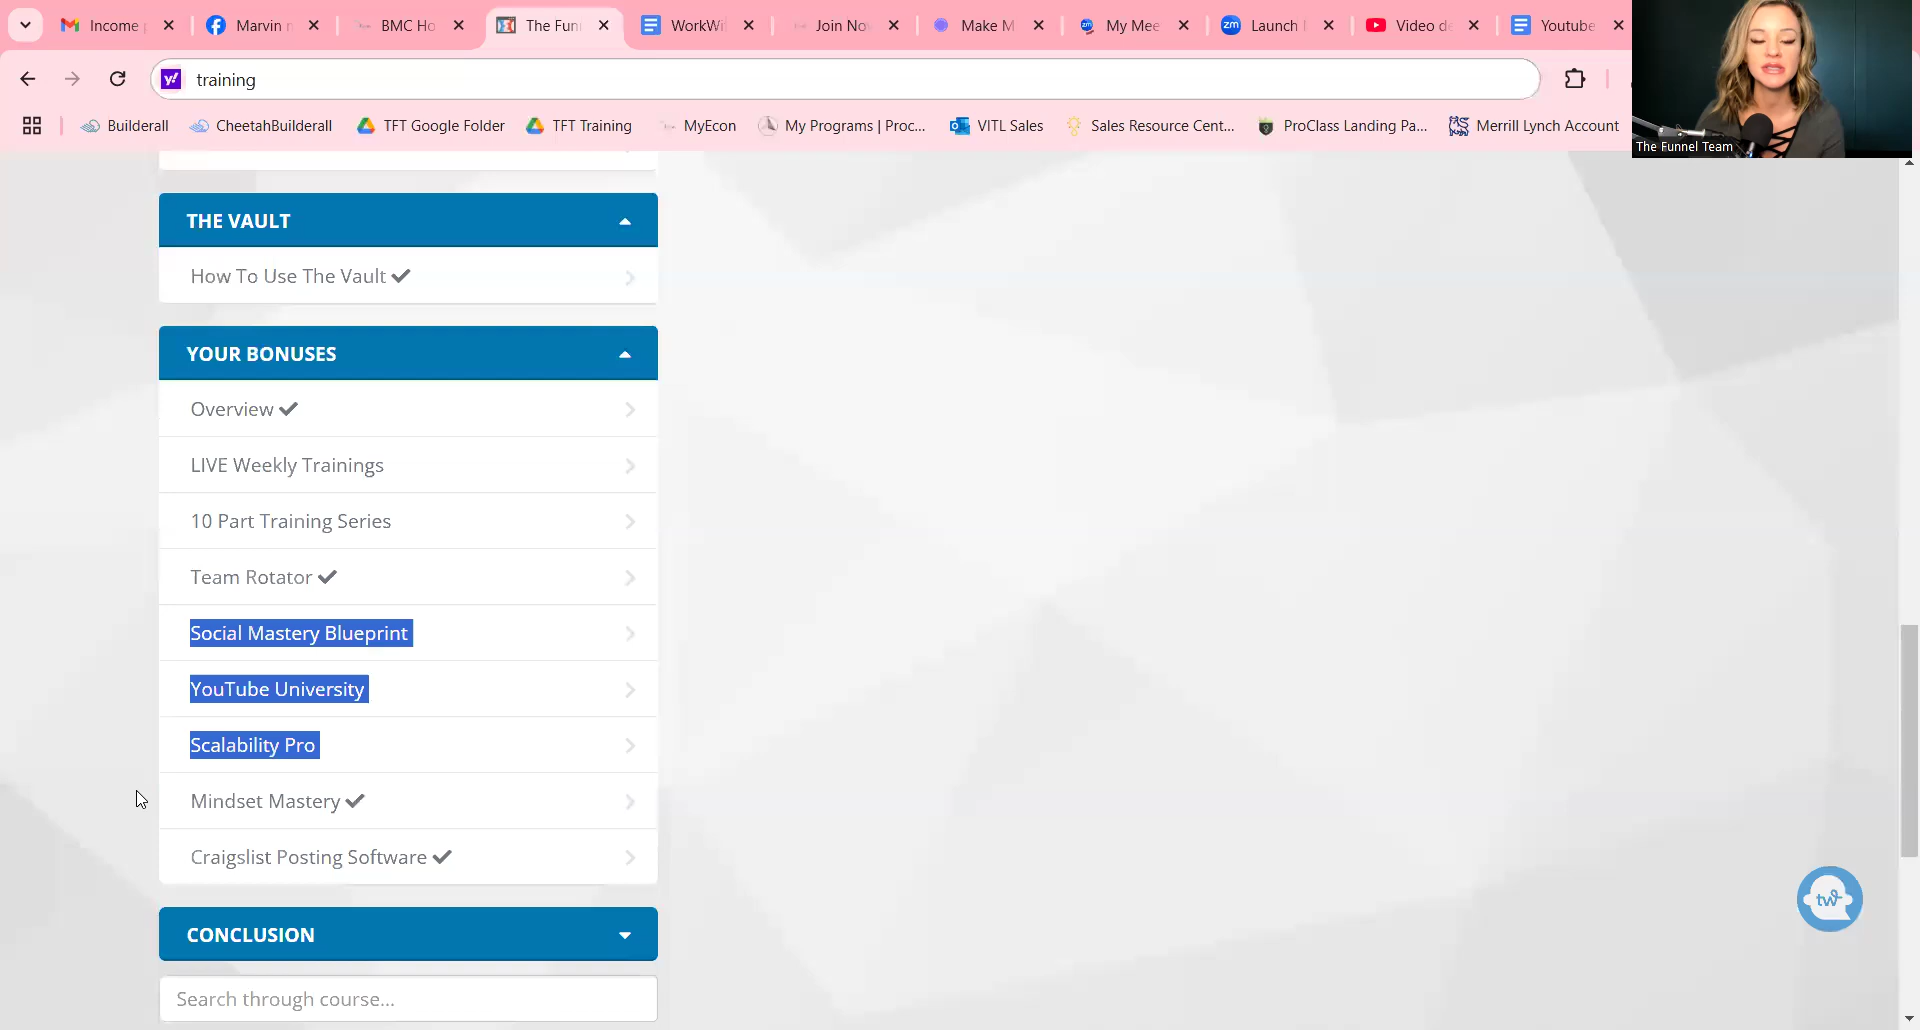 Income
Marvin n
BMC Ho
The Fun
WorkWi
Join No
Make M
My Mee
Launch
Video de
Youtube
training
Builderall
CheetahBuilderall
TFT Google Folder
TFT Training
MyEcon
My Programs | Proc...
VITL Sales
Sales Resource Cent...
ProClass Landing Pa...
Merrill Lynch Account
The Funnel Team
THE VAULT
How To Use The Vault
YOUR BONUSES
Overview
LIVE Weekly Trainings
10 Part Training Series
Team Rotator
Social Mastery Blueprint
YouTube University
Scalability Pro
Mindset Mastery
Craigslist Posting Software
CONCLUSION
Search through course...